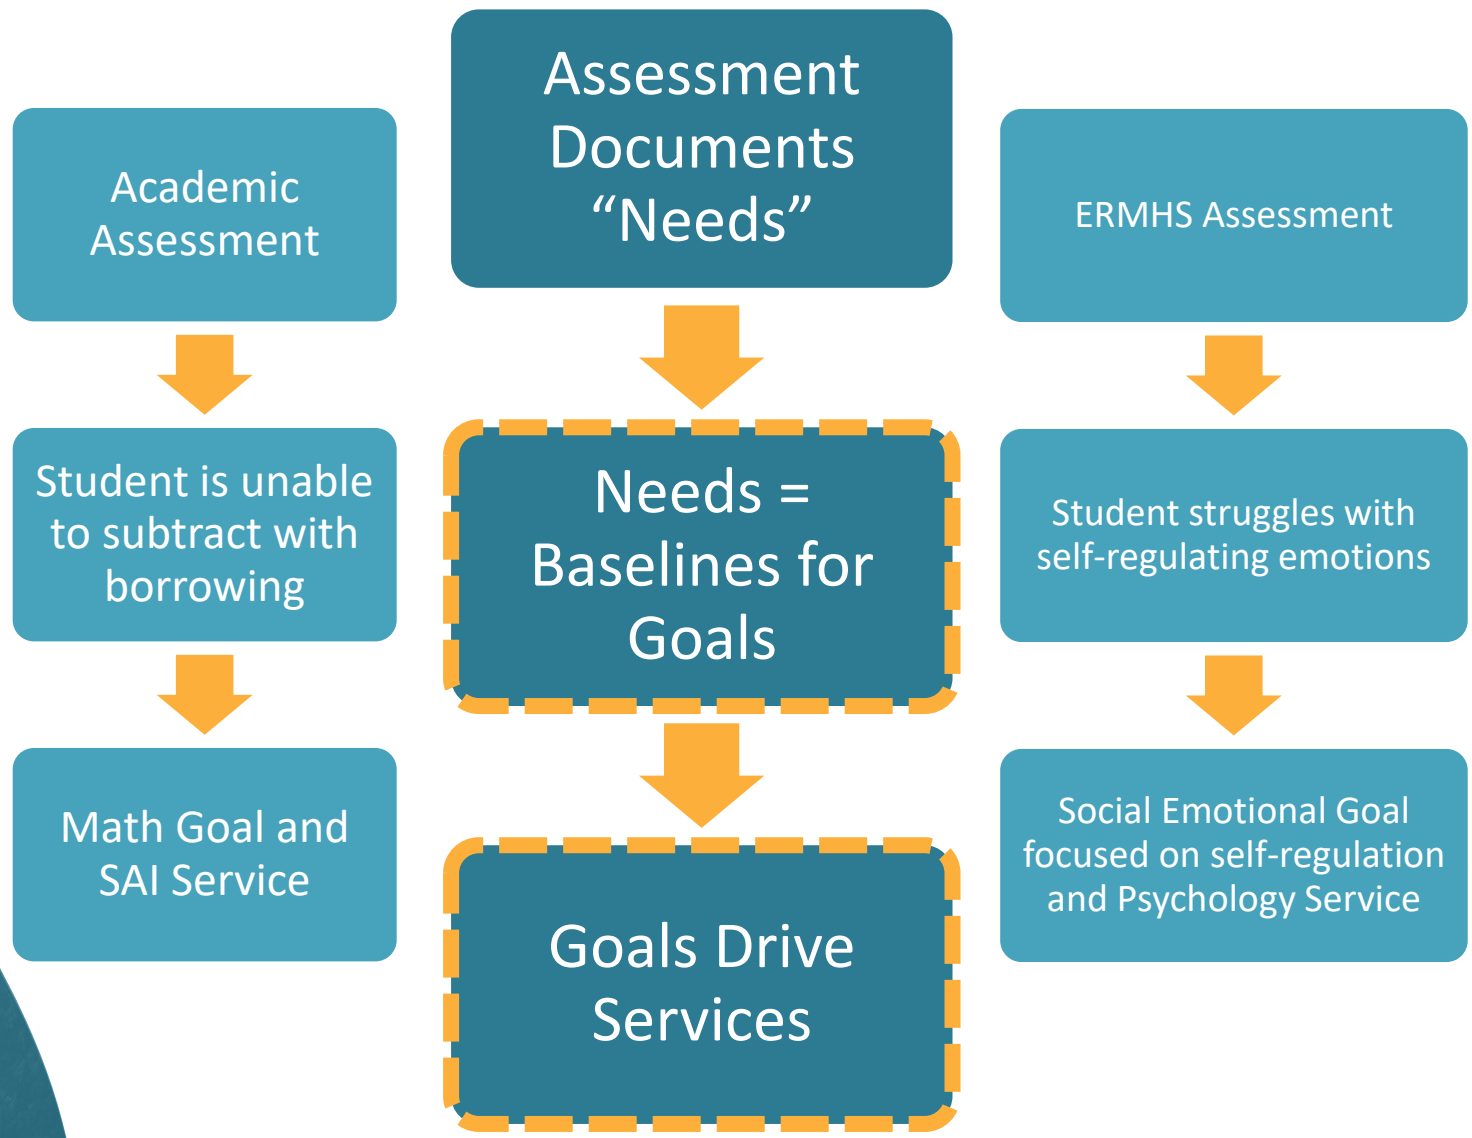 Academic
Assessment
Student is unable
to subtract with
borrowing
Math Goal and
SAI Service
Assessment
Documents
“Needs”
Needs =
Baselines for
Goals
Goals Drive
Services
ERMHS Assessment
Student struggles with
self-regulating emotions
Social Emotional Goal
focused on self-regulation
and Psychology Service